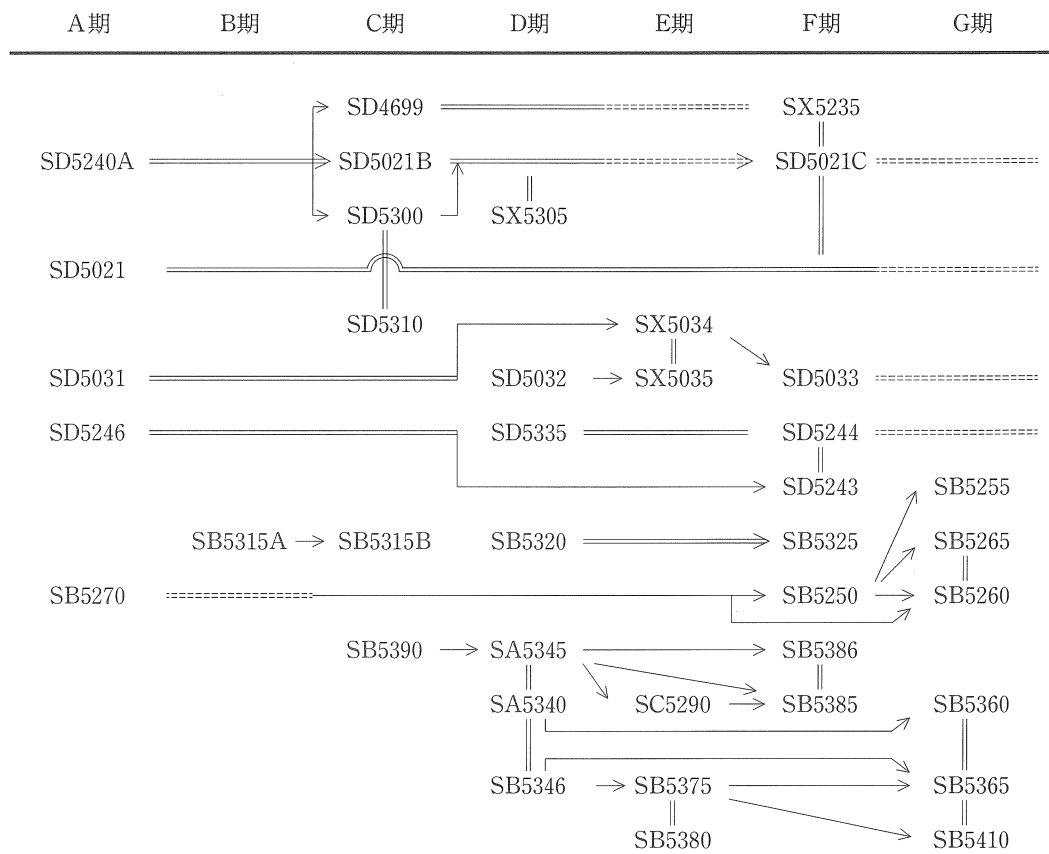 A期 B期 C期 D期 E期 F期 G期
SD4699 SX5235
SD5240A SD5021B SD5021C
SD5300 SX5305
SD5021
SD5310 SX5034
SD5031 SD5032 SX5035 SD5033
SD5246 SD5335 SD5244
SD5243 SB5255
SB5315A SB5315B SB5320 SB5325 SB5265
SB5270 SB5250 SB5260
SB5390 SA5345 SB5386
SA5340 SC5290 SB5385 SB5360
SB5346 SB5375 SB5365
SB5380 SB5410